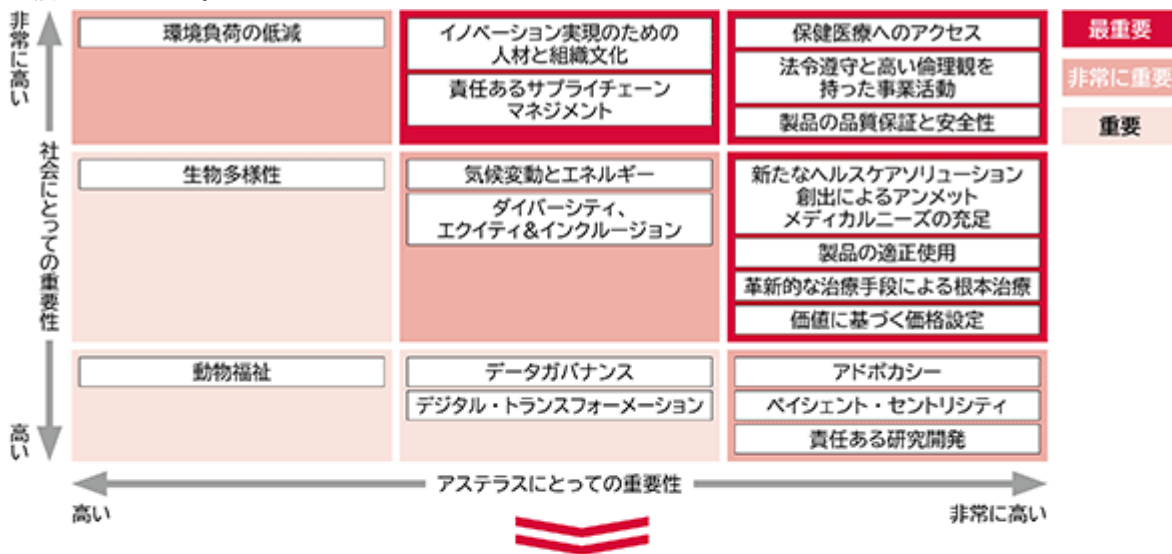 非常に高い
社会にとっての重要性
高い
環境負荷の低減
イノベーション実現のための
人材と組織文化
責任あるサプライチェーン
マネジメント
保健医療へのアクセス
法令遵守と高い倫理観を
持った事業活動
製品の品質保証と安全性
最重要
非常に重要
重要
生物多様性
気候変動とエネルギー
ダイバーシティ、
エクイティ&インクルージョン
新たなヘルスケアソリューション
創出によるアンメット
メディカルニーズの充足
製品の適正使用
革新的な治療手段による根本治療
価値に基づく価格設定
動物福祉
データガバナンス
デジタル・トランスフォーメーション
アドボカシー
ペイシェント・セントリシティ
責任ある研究開発
アステラスにとっての重要性
高い
非常に高い